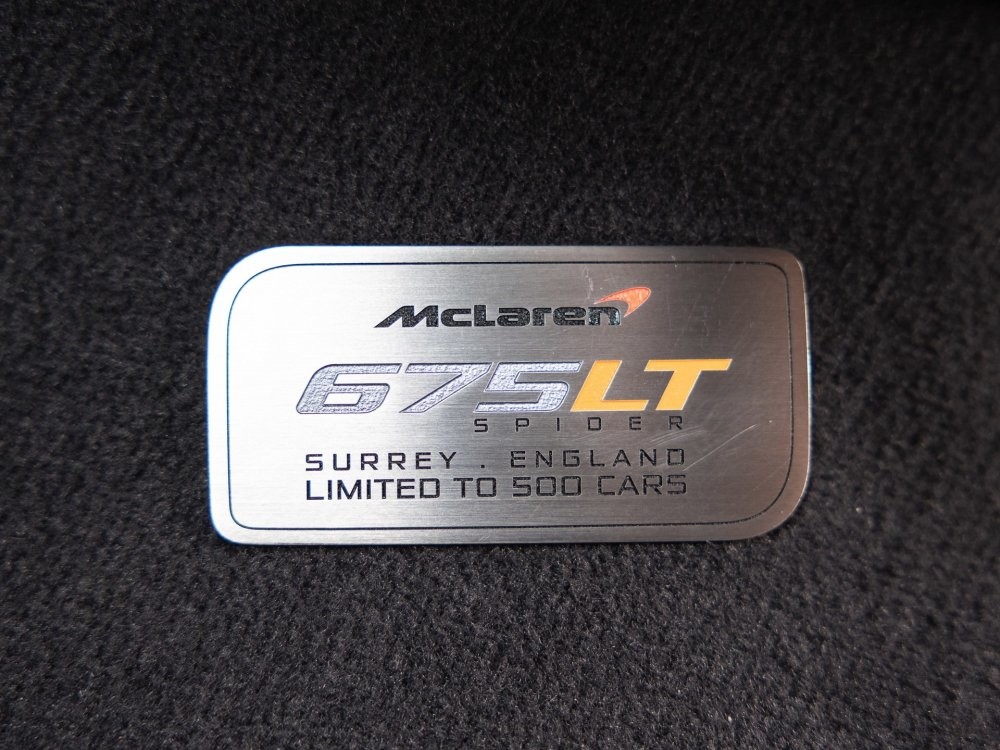 McLaren
675LT
SPIDER
SURREY . ENGLAND
LIMITED TO 500 CARS